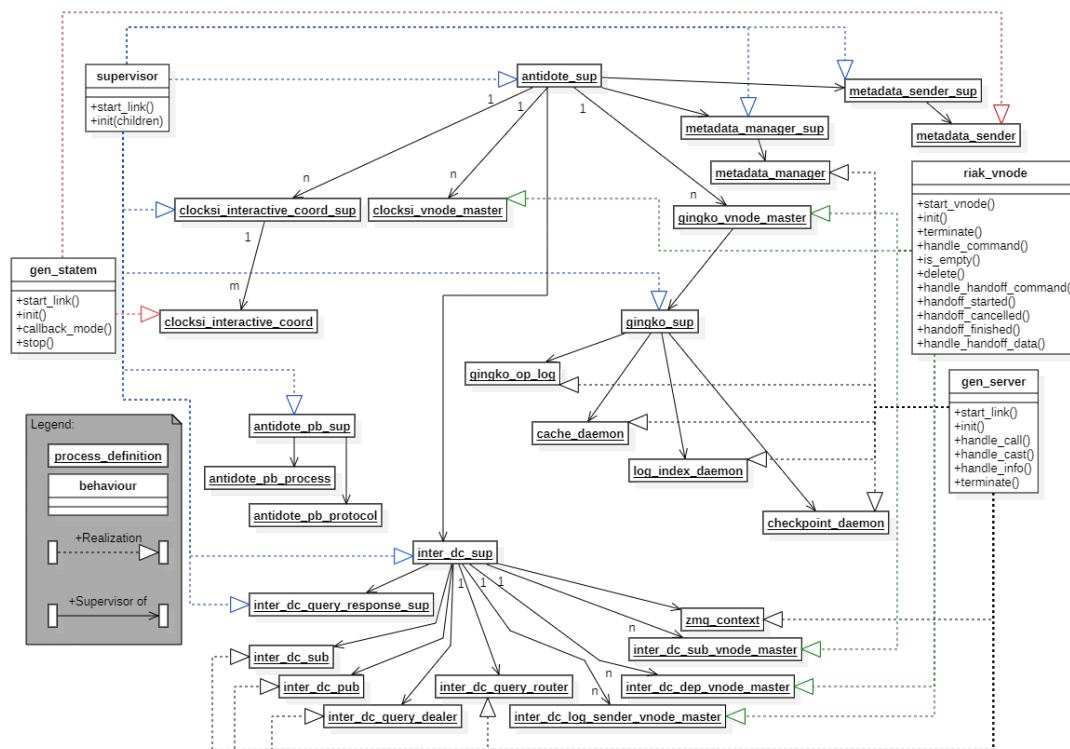 supervisor
+start_link()
+init(children)
antidote_sup
metadata_sender_sup
metadata_sender
metadata_manager_sup
metadata_manager
1
1
1
n
n
n
clocksi_interactive_coord_sup
clocksi_vnode_master
gingko_vnode_master
riak_vnode
+start_vnode()
+init()
+terminate()
+handle_command()
+is_empty()
+delete()
+handle_handoff_command()
+handoff_started()
+handoff_cancelled()
+handoff_finished()
+handle_handoff_data()
1
m
gen_statem
+start_link()
+init()
+callback_mode()
+stop()
clocksi_interactive_coord
gingko_sup
gingko_op_log
cache_daemon
log_index_daemon
checkpoint_daemon
gen_server
+start_link()
+init()
+handle_call()
+handle_cast()
+handle_info()
+terminate()
Legend:
process_definition
behaviour
+Realization
+Supervisor of
antidote_pb_sup
antidote_pb_process
antidote_pb_protocol
inter_dc_sup
1
1
1
n
n
n
inter_dc_query_response_sup
zmq_context
inter_dc_sub
inter_dc_sub_vnode_master
inter_dc_pub
inter_dc_query_router
inter_dc_dep_vnode_master
inter_dc_query_dealer
inter_dc_log_sender_vnode_master